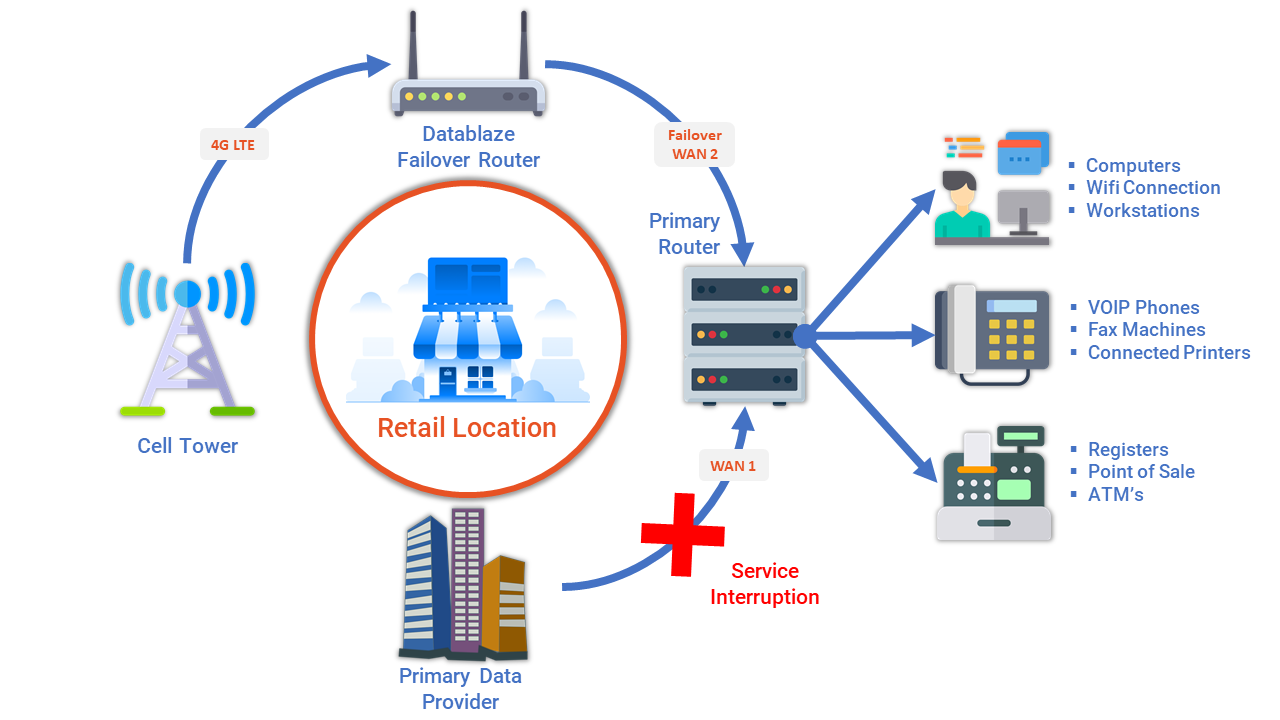 4G LTE
Datablaze
Failover Router
Failover
WAN 2
Primary
Router
Cell Tower
Retail Location
WAN 1
Service
Interruption
Primary Data
Provider
▪ Computers
▪ Wifi Connection
▪ Workstations
▪ VOIP Phones
▪ Fax Machines
▪ Connected Printers
▪ Registers
▪ Point of Sale
▪ ATM’s